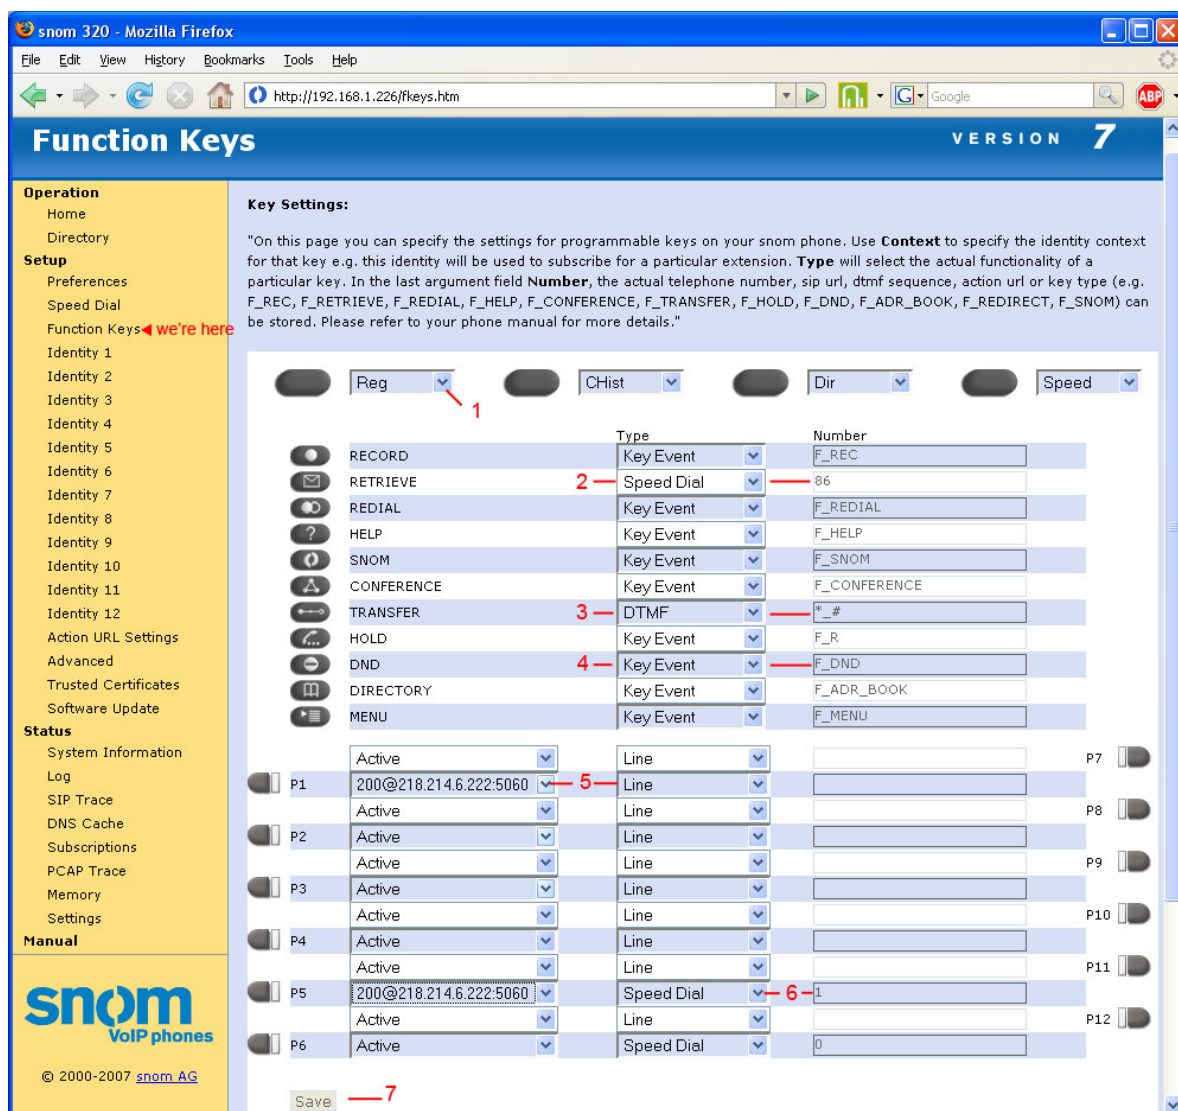 snom 320 - Mozilla Firefox
File Edit View History Bookmarks Tools Help
http://192.168.1.226/fkeys.htm G Google ABP
Function Keys VERSION 7
Operation
Home
Directory
Setup
Preferences
Speed Dial
Function Keys we're here
Identity 1
Identity 2
Identity 3
Identity 4
Identity 5
Identity 6
Identity 7
Identity 8
Identity 9
Identity 10
Identity 11
Identity 12
Action URL Settings
Advanced
Trusted Certificates
Software Update
Status
System Information
Log
SIP Trace
DNS Cache
Subscriptions
PCAP Trace
Memory
Settings
Manual
snom
VoIP phones
© 2000-2007 snom AG
Key Settings:
"On this page you can specify the settings for programmable keys on your snom phone. Use Context to specify the identity context
for that key e.g. this identity will be used to subscribe for a particular extension. Type will select the actual functionality of a
particular key. In the last argument field Number, the actual telephone number, sip url, dtmf sequence, action url or key type (e.g.
F_REC, F_RETRIEVE, F_REDIAL, F_HELP, F_CONFERENCE, F_TRANSFER, F_HOLD, F_DND, F_ADR_BOOK, F_REDIRECT, F_SNOM) can
be stored. Please refer to your phone manual for more details."
Reg CHist Dir Speed
1
Type Number
RECORD Key Event F_REC
RETRIEVE 2 Speed Dial 86
REDIAL Key Event F_REDIAL
? HELP Key Event F_HELP
SNOM Key Event F_SNOM
CONFERENCE Key Event F_CONFERENCE
TRANSFER 3 DTMF *_#
HOLD Key Event F_R
DND 4 Key Event F_DND
DIRECTORY Key Event F_ADR_BOOK
MENU Key Event F_MENU
Active Line P7
P1 200@218.214.6.222:5060 5 Line
Active Line P8
P2 Active Line
Active Line P9
P3 Active Line
Active Line P10
P4 Active Line
Active Line P11
P5 200@218.214.6.222:5060 Speed Dial 6 1
Active Line P12
P6 Active Speed Dial 0
Save 7